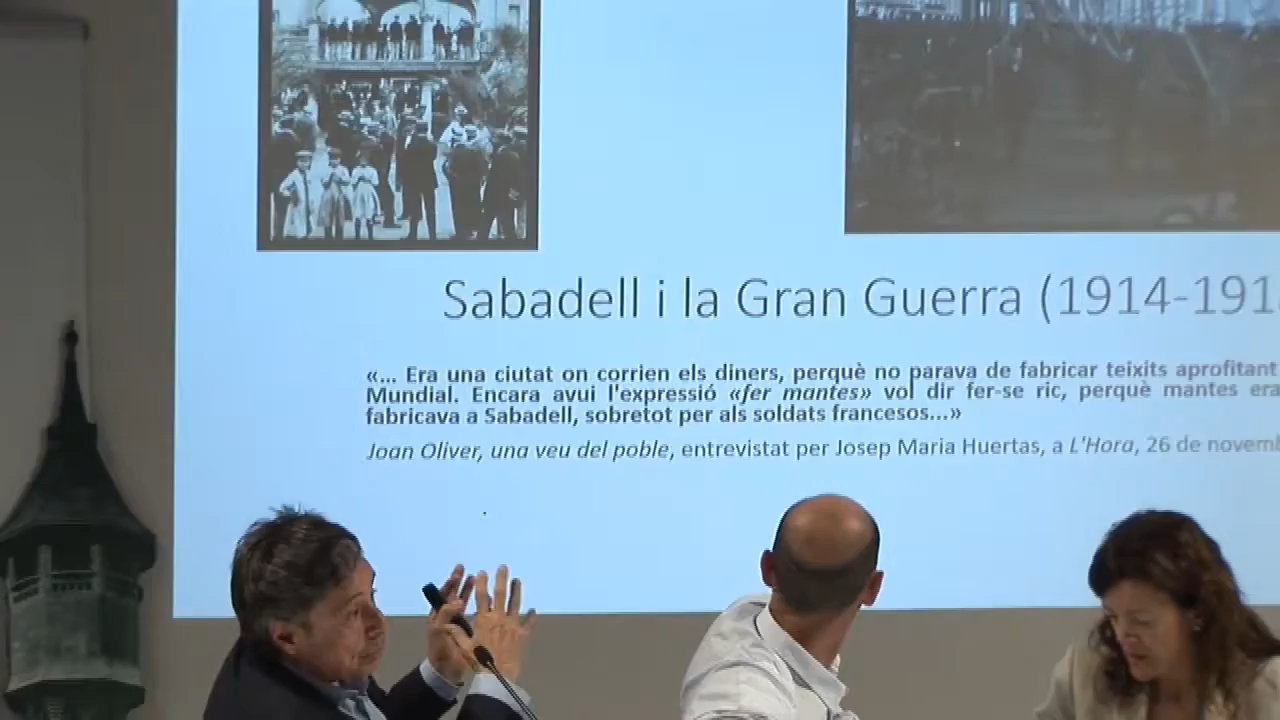 Sabadell i la Gran Guerra (1914-191
«... Era una ciutat on corrien els diners, perquè no parava de fabricar teixits aprofitant
Mundial. Encara avui l'expressió «fer mantes» vol dir fer-se ric, perquè mantes era
fabricava a Sabadell, sobretot per als soldats francesos...»
Joan Oliver, una veu del poble, entrevistat per Josep Maria Huertas, a L'Hora, 26 de novemb